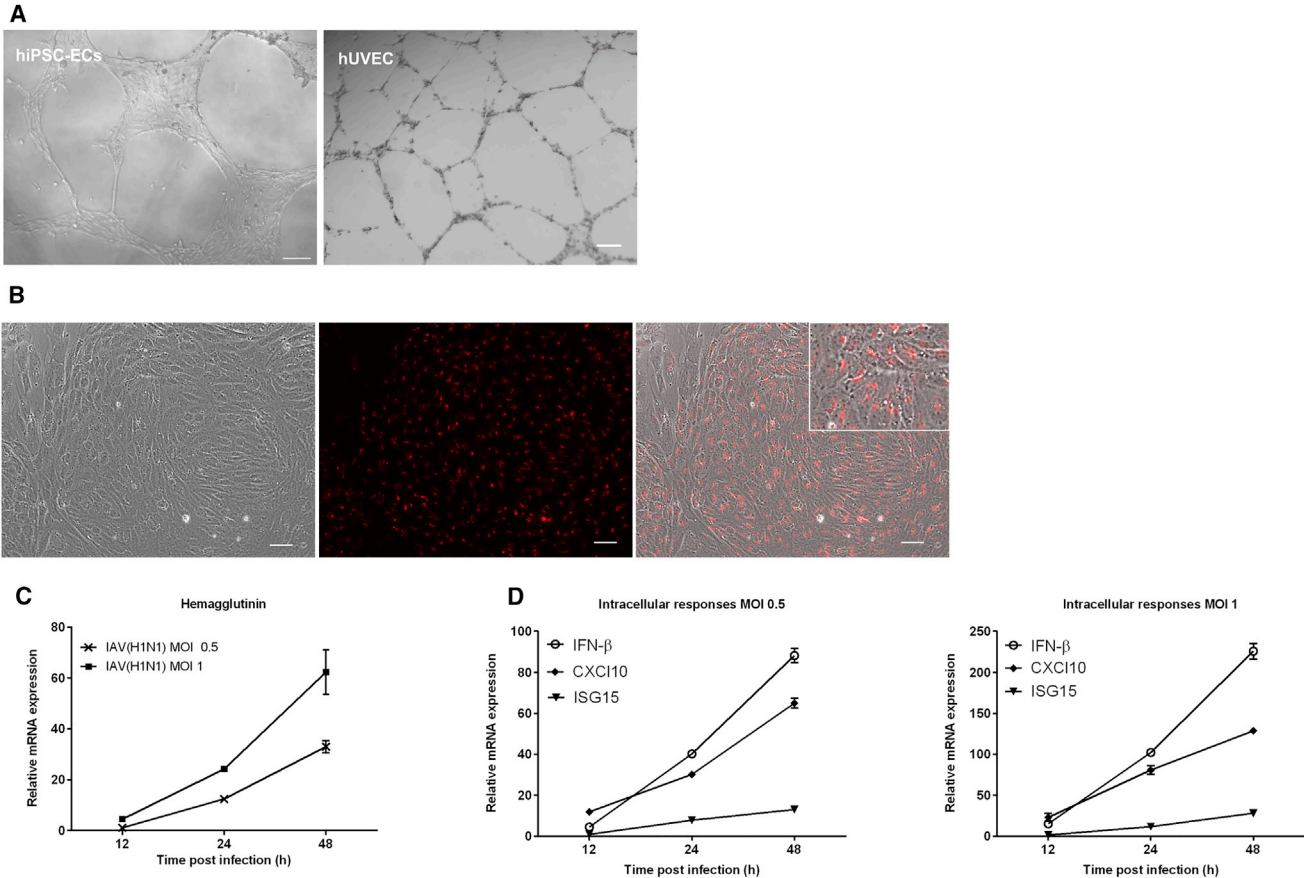 A
hiPSC-ECs
hUVEC
B
C
Hemagglutinin
Relative mRNA expression
80
60
40
20
0
IAV(H1N1) MOI 0.5
IAV(H1N1) MOI 1
12
24
48
Time post infection (h)
D
Intracellular responses MOI 0.5
Relative mRNA expression
100
80
60
40
20
0
IFN-β
CXCl10
ISG15
12
24
48
Time post infection (h)
Intracellular responses MOI 1
Relative mRNA expression
250
200
150
100
50
0
IFN-β
CXCl10
ISG15
12
24
48
Time post infection (h)